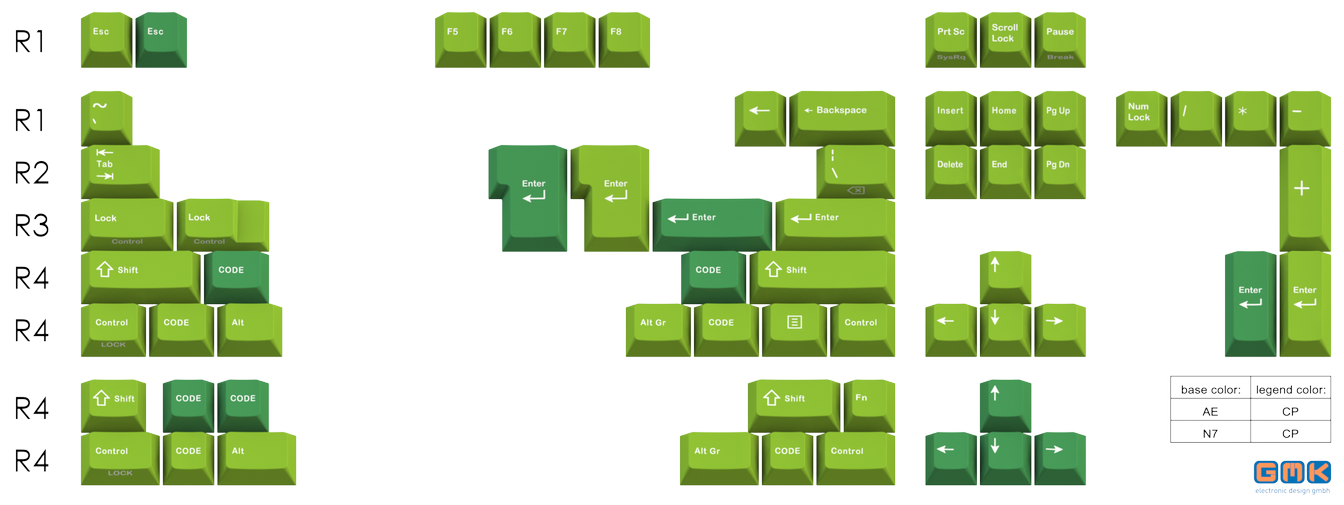 R1 Esc Esc F5 F6 F7 F8 Prt Sc SysRq Scroll Lock Pause Break
R1 ~ ` ← ← Backspace Insert Home Pg Up Num Lock / * −
R2 Tab Enter Enter ¦ \ Delete End Pg Dn +
R3 Lock Control Lock Control Enter Enter
R4 Shift CODE CODE Shift ↑ Enter Enter
R4 Control LOCK CODE Alt Alt Gr CODE Control ← ↓ →
R4 Shift CODE CODE Shift Fn ↑
R4 Control LOCK CODE Alt Alt Gr CODE Control ← ↓ →
base color: legend color:
AE CP
N7 CP
GMK
electronic design gmbh